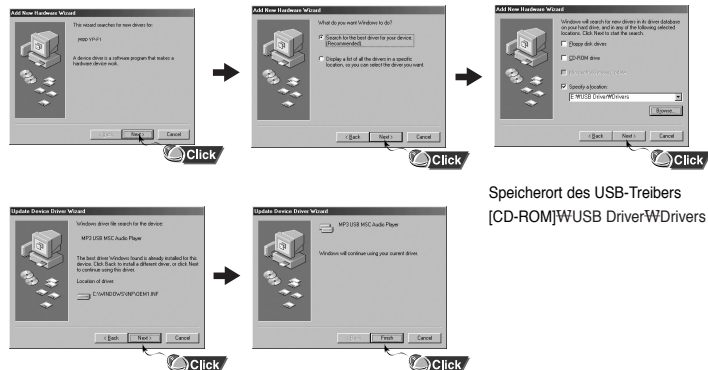 Add New Hardware Wizard
This wizard searches for new drivers for:
yepp YP-F1
A device driver is a software program that makes a
hardware device work.
< Back Next > Cancel
Click
Add New Hardware Wizard
What do you want Windows to do?
Search for the best driver for your device.
(Recommended).
Display a list of all the drivers in a specific
location, so you can select the driver you want.
< Back Next > Cancel
Click
Add New Hardware Wizard
Windows will search for new drivers in its driver database
on your hard drive, and in any of the following selected
locations. Click Next to start the search.
Floppy disk drives
CD-ROM drive
Specify a location:
E:₩USB Driver₩Drivers
Browse...
< Back Next > Cancel
Click
Speicherort des USB-Treibers
[CD-ROM]₩USB Driver₩Drivers
Update Device Driver Wizard
Windows driver file search for the device:
MP3 USB MSC Audio Player
The best driver Windows found is already installed for this
device. Click Back to install a different driver, or click Next
to continue using this driver.
Location of driver:
C:\WINDOWS\INF\OEM1.INF
< Back Next > Cancel
Click
Update Device Driver Wizard
MP3 USB MSC Audio Player
Windows will continue using your current driver.
< Back Finish Cancel
Click